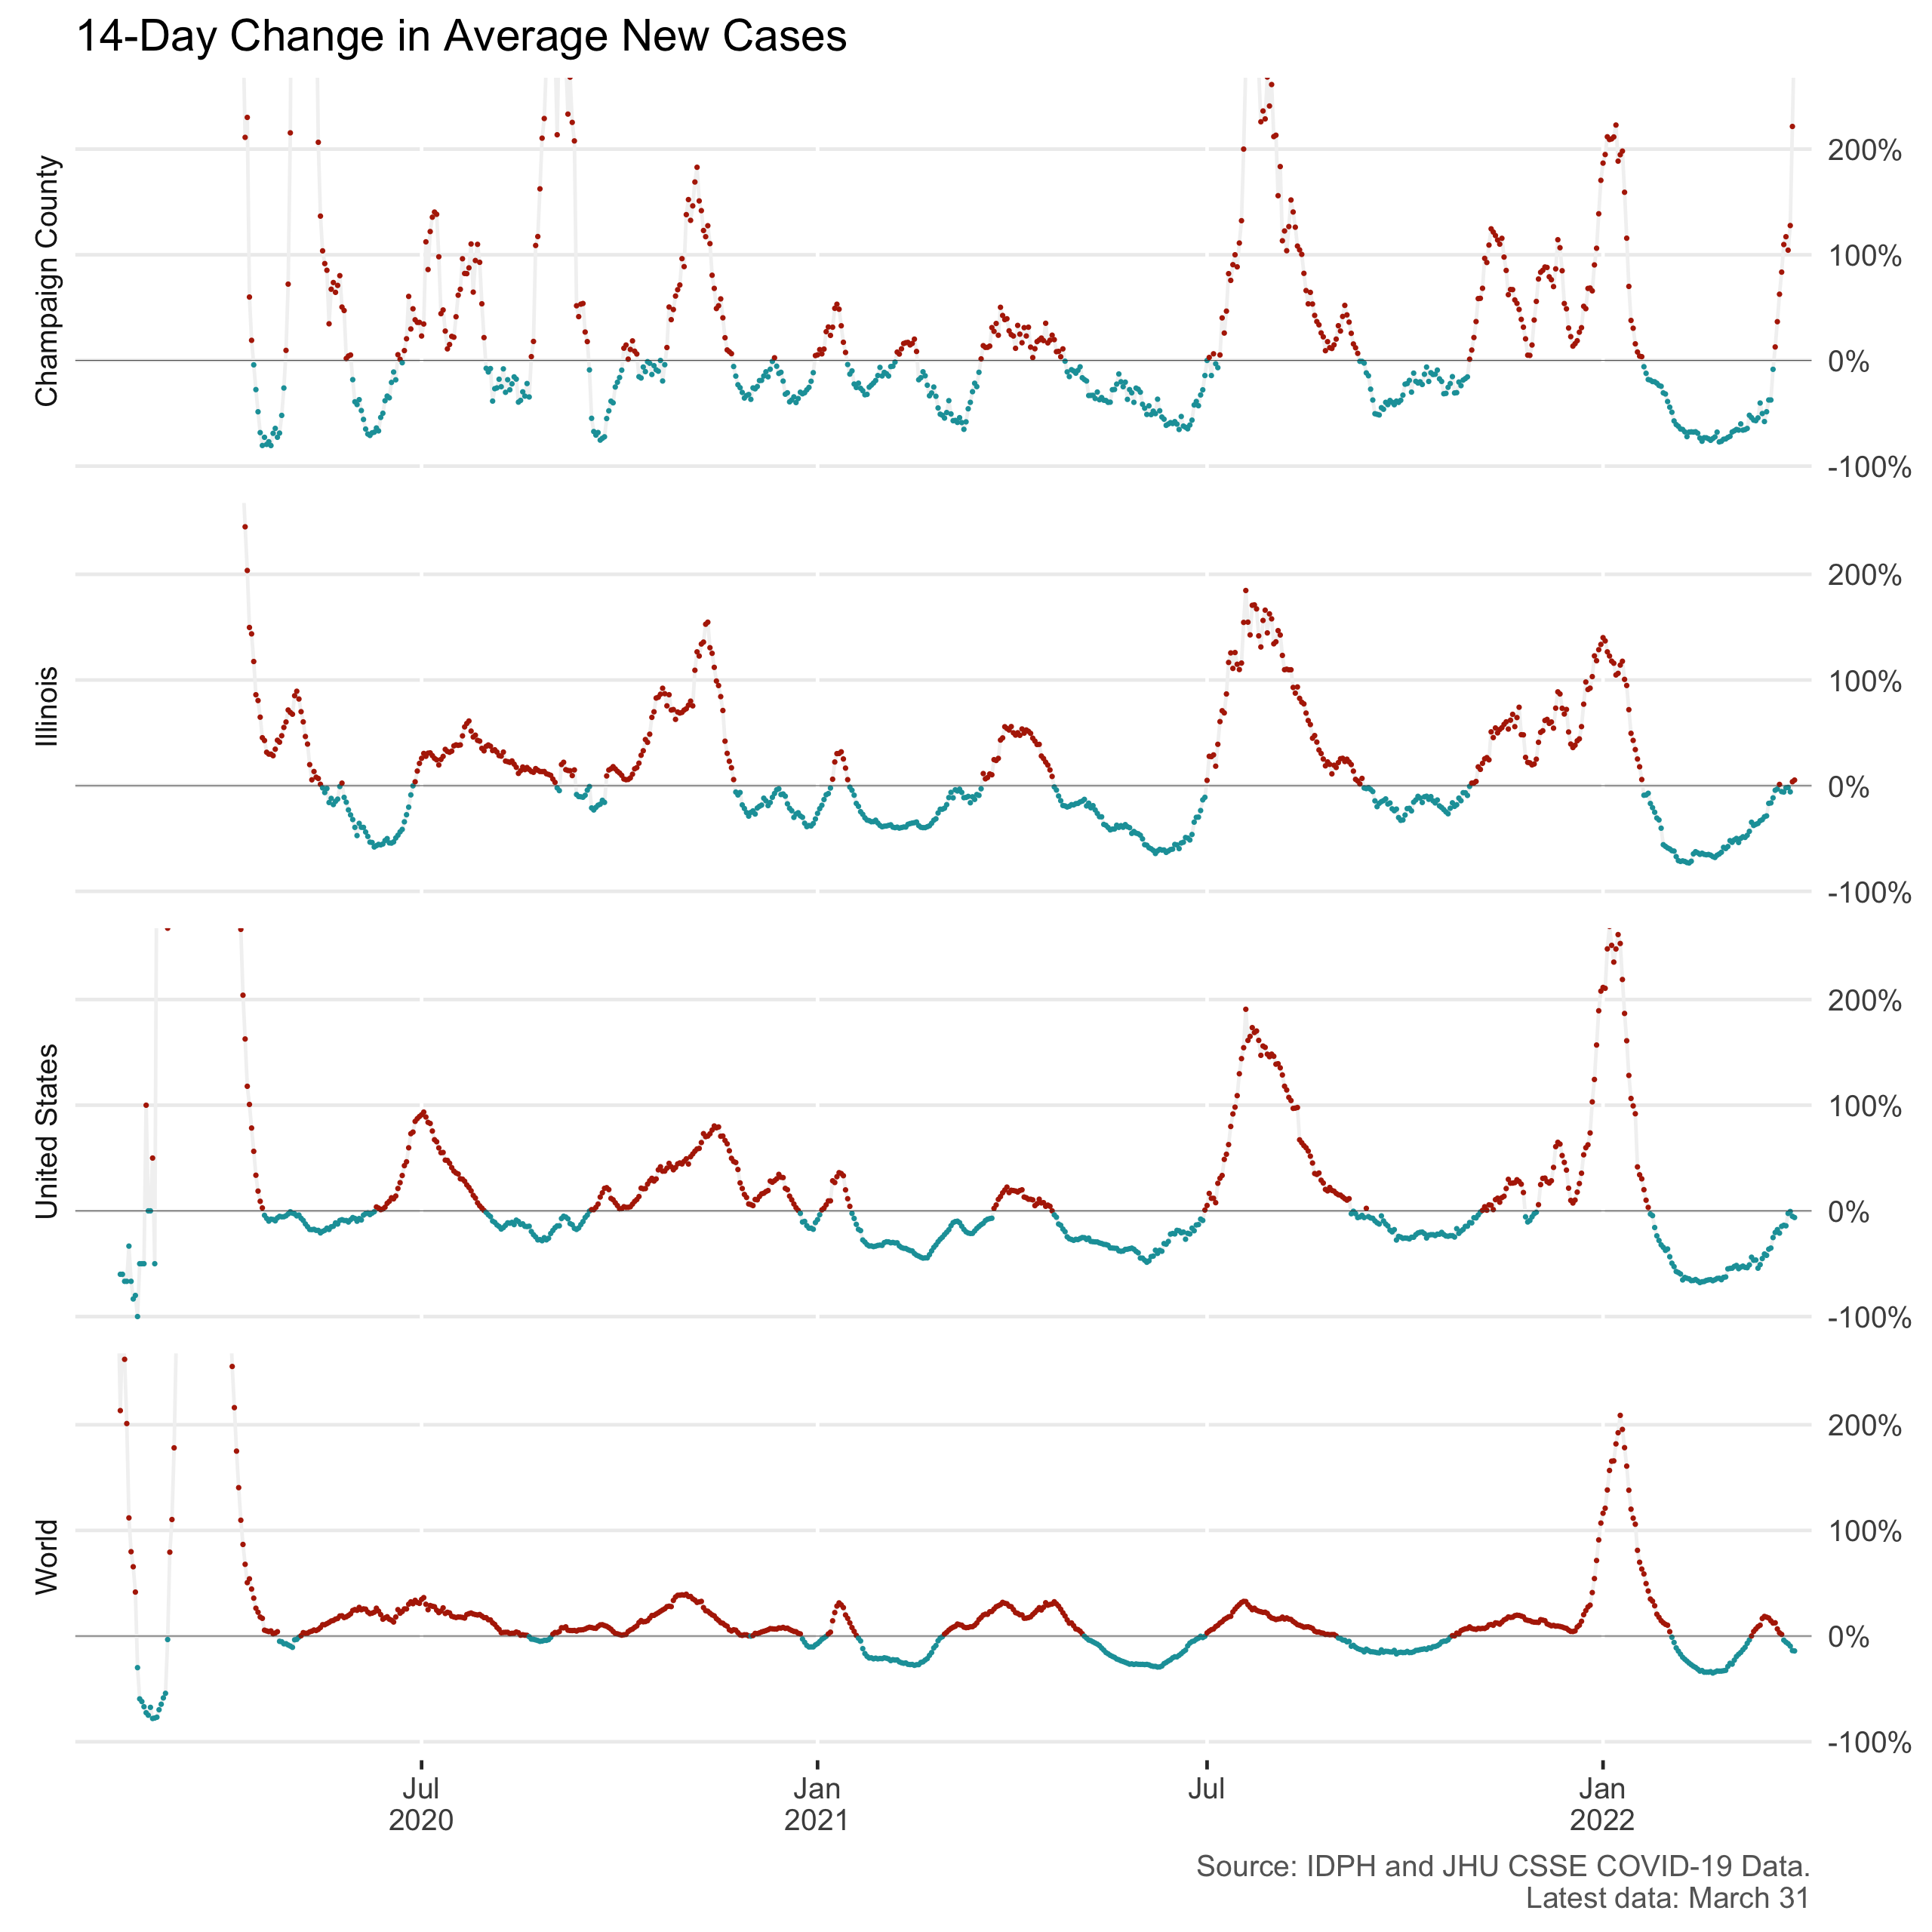 14-Day Change in Average New Cases
Champaign County
200%
100%
0%
-100%
Illinois
200%
100%
0%
-100%
United States
200%
100%
0%
-100%
World
200%
100%
0%
-100%
Jul
2020
Jan
2021
Jul
Jan
2022
Source: IDPH and JHU CSSE COVID-19 Data.
Latest data: March 31